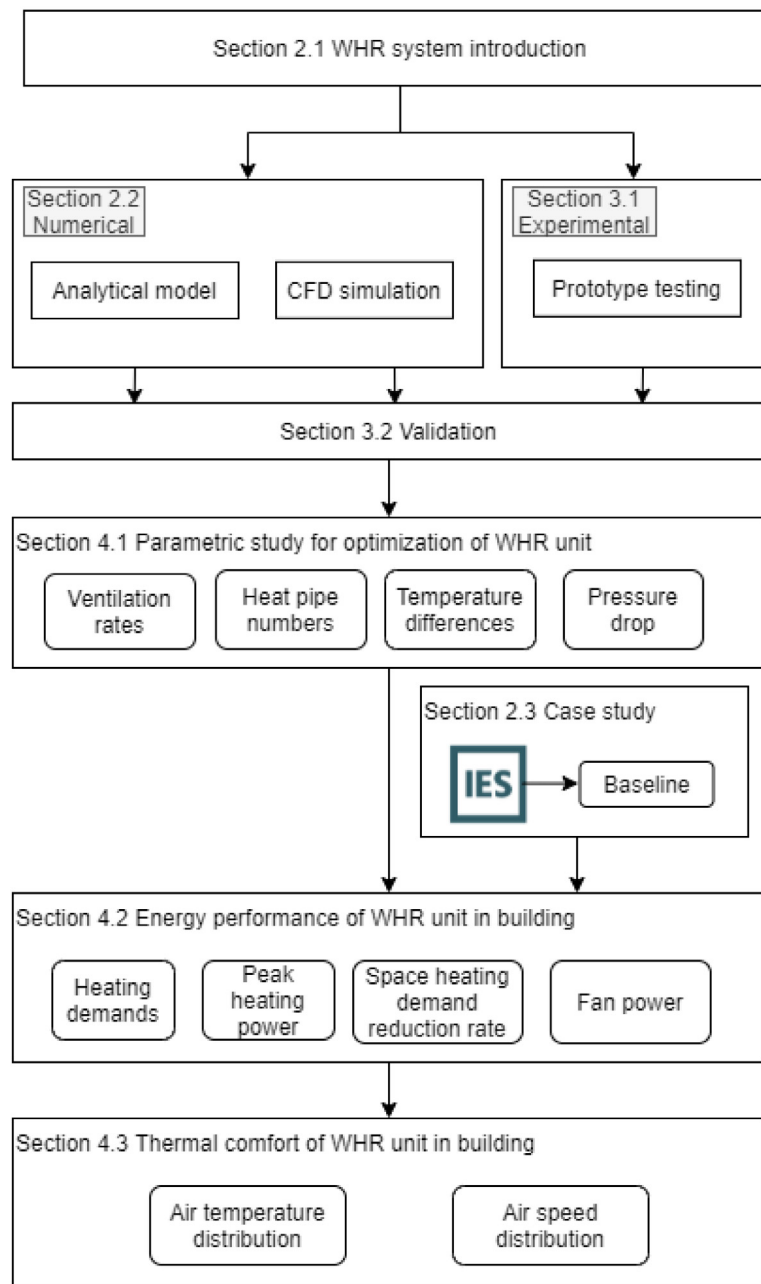 Section 2.1 WHR system introduction
Section 2.2
Numerical
Analytical model
CFD simulation
Section 3.1
Experimental
Prototype testing
Section 3.2 Validation
Section 4.1 Parametric study for optimization of WHR unit
Ventilation
rates
Heat pipe
numbers
Temperature
differences
Pressure
drop
Section 2.3 Case study
IES
Baseline
Section 4.2 Energy performance of WHR unit in building
Heating
demands
Peak
heating
power
Space heating
demand
reduction rate
Fan power
Section 4.3 Thermal comfort of WHR unit in building
Air temperature
distribution
Air speed
distribution